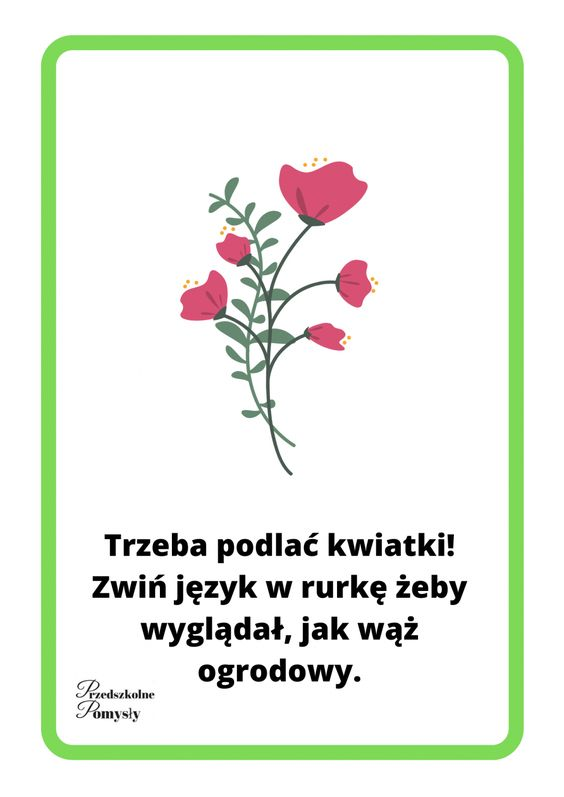 Trzeba podlać kwiatki!
Zwiń język w rurkę żeby
wyglądał, jak wąż
ogrodowy.
Przedszkolne
Pomysły